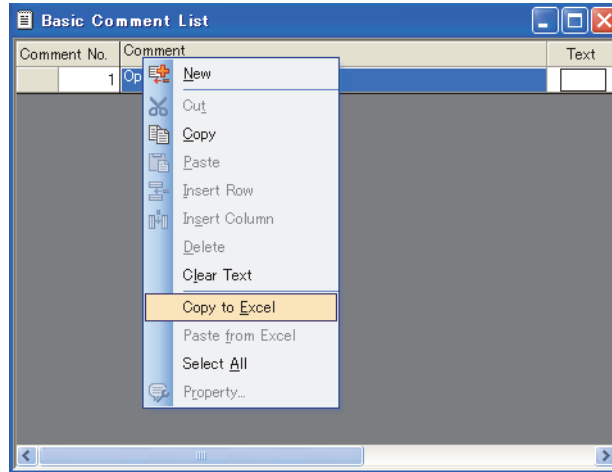 Basic Comment List
Comment No. Comment Text
1 Op
New
Cut
Copy
Paste
Insert Row
Insert Column
Delete
Clear Text
Copy to Excel
Paste from Excel
Select All
Property...